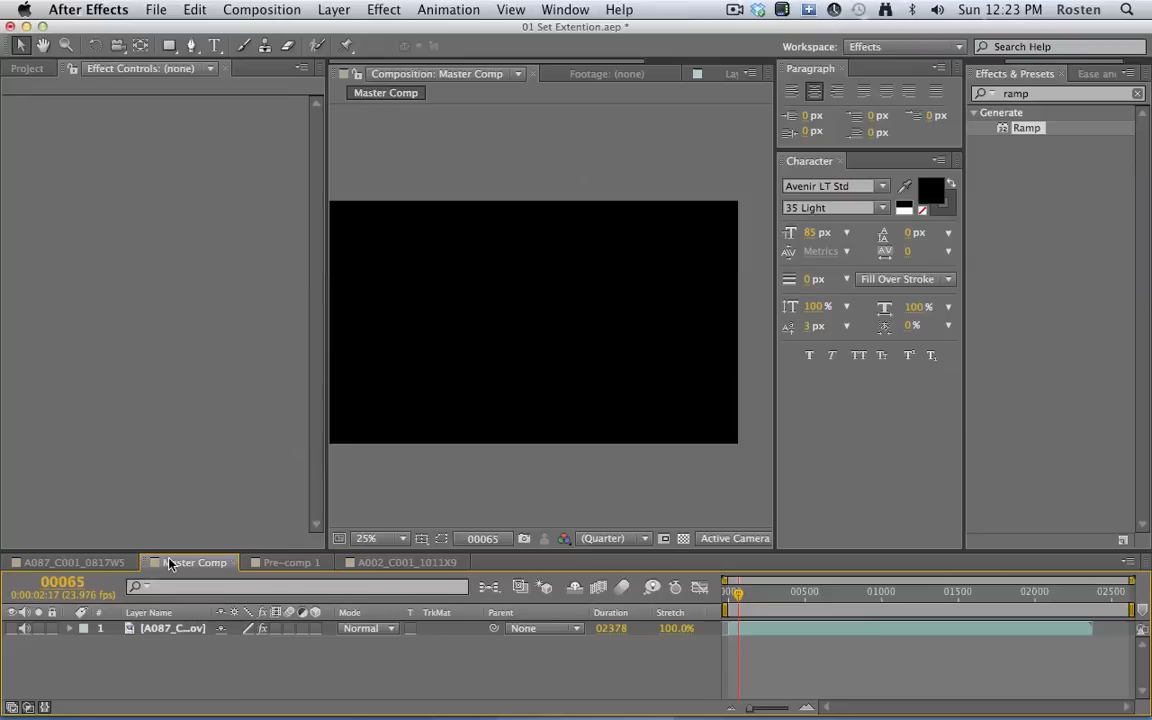 After Effects File Edit Composition Layer Effect Animation View Window Help Sun 12:23 PM Rosten
01 Set Extention.aep *
Workspace: Effects Search Help
Project Effect Controls: (none) Composition: Master Comp Footage: (none) Paragraph Effects & Presets
Master Comp
ramp
Generate
Ramp
0 px 0 px 0 px
0 px 0 px
Character
Avenir LT Std
35 Light
85 px 0 px
Metrics 0
0 px Fill Over Stroke
100 % 100 %
3 px 0 %
T T TT Tr T T
25% 00065 (Quarter) Active Camera
A087_C001_0817W5 Master Comp Pre-comp 1 A002_C001_1011X9
00065
0:00:02:17 (23.976 fps)
00500 01000 01500 02000 02500
# Layer Name Mode T TrkMat Parent Duration Stretch
1 [A087_C...ov] fx Normal None 02378 100.0%